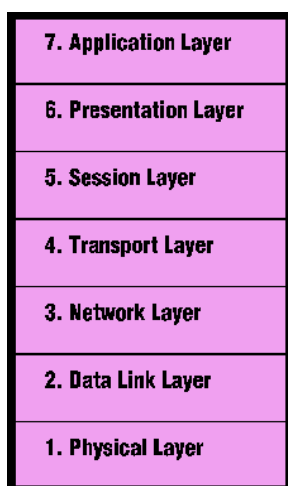 7. Application Layer
6. Presentation Layer
5. Session Layer
4. Transport Layer
3. Network Layer
2. Data Link Layer
1. Physical Layer